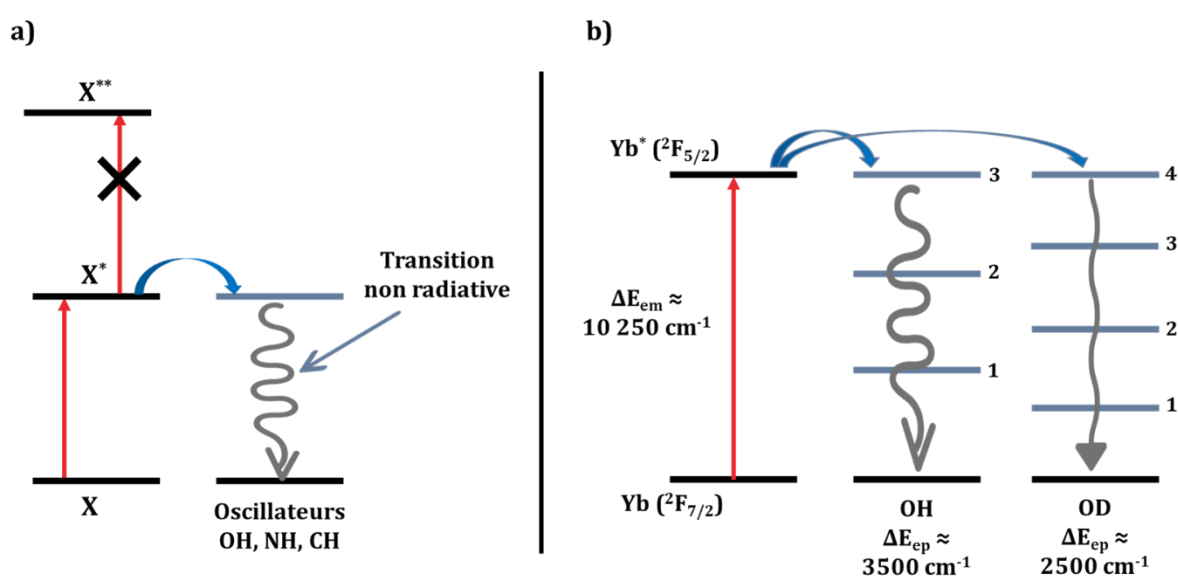 a)
X**
X*
X
Transition
non radiative
Oscillateurs
OH, NH, CH
b)
Yb* (²F₅/₂)
ΔEₑₘ ≈
10 250 cm⁻¹
Yb (²F₇/₂)
3
2
1
OH
ΔEₑₚ ≈
3500 cm⁻¹
4
3
2
1
OD
ΔEₑₚ ≈
2500 cm⁻¹